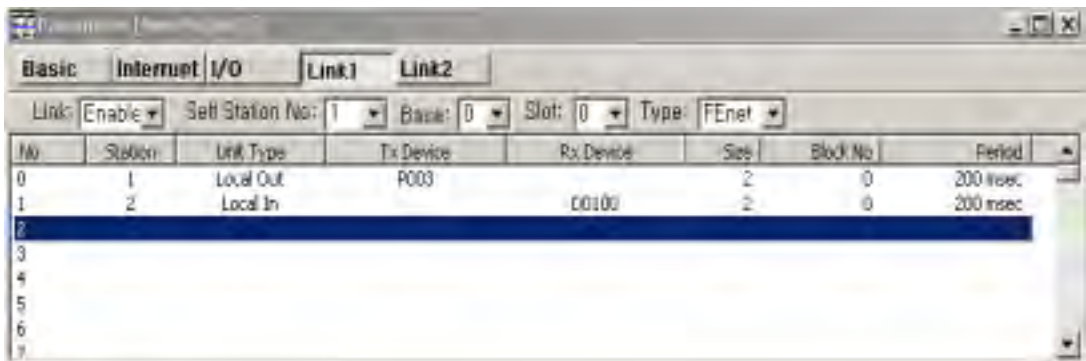 Basic Interrupt I/O Link1 Link2
Link: Enable Self Station No: 1 Base: 0 Slot: 0 Type: FEnet
No Station Unit Type Tx Device Rx Device Size Block No Period
0 1 Local Out P003 2 0 200 msec
1 2 Local In D0100 2 0 200 msec
2
3
4
5
6
7